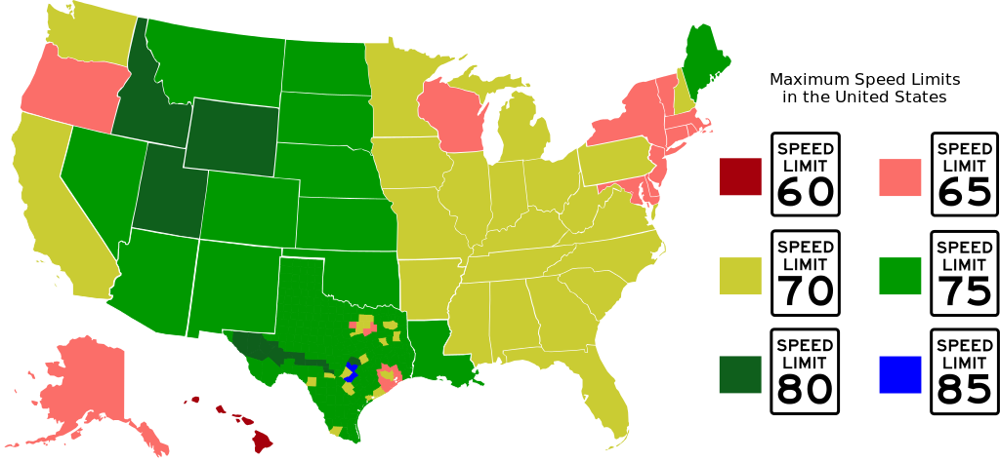 Maximum Speed Limits
in the United States
SPEED
LIMIT
60
SPEED
LIMIT
65
SPEED
LIMIT
70
SPEED
LIMIT
75
SPEED
LIMIT
80
SPEED
LIMIT
85